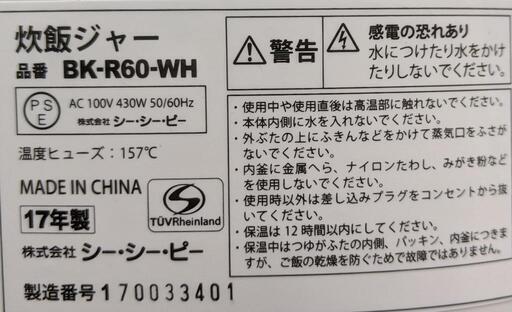 炊飯ジャー
品番 BK-R60-WH
PS
E
AC 100V 430W 50/60Hz
株式会社 シー・シー・ピー
温度ヒューズ：157℃
MADE IN CHINA
17年製
TÜVRheinland
株式会社 シー・シー・ピー
製造番号 170033401
警告
感電の恐れあり
水につけたり水をかけ
たりしないでください。
・使用中や使用直後は高温部に触れないでください。
・本体内側に水を入れないでください。
・外ぶたの上にふきんなどをかけて蒸気口をふさが
ないでください。
・内釜に金属へら、ナイロンたわし、みがき粉など
を使用しないでください。
・使用時以外は差し込みプラグをコンセントから抜
いてください。
・保温は12時間以内にしてください。
・保温中はつゆがふたの内側、パッキン、内釜につきま
すが、ご飯の乾燥を防ぐためで故障ではありません。